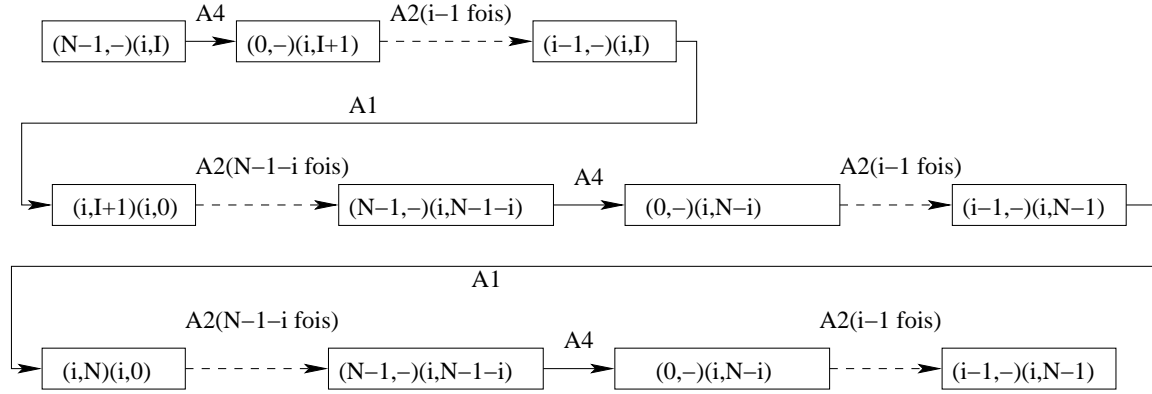 A4 A2(i−1 fois)
(N−1,−)(i,I) (0,−)(i,I+1) (i−1,−)(i,I)
A1
A2(N−1−i fois) A4 A2(i−1 fois)
(i,I+1)(i,0) (N−1,−)(i,N−1−i) (0,−)(i,N−i) (i−1,−)(i,N−1)
A1
A2(N−1−i fois) A4 A2(i−1 fois)
(i,N)(i,0) (N−1,−)(i,N−1−i) (0,−)(i,N−i) (i−1,−)(i,N−1)